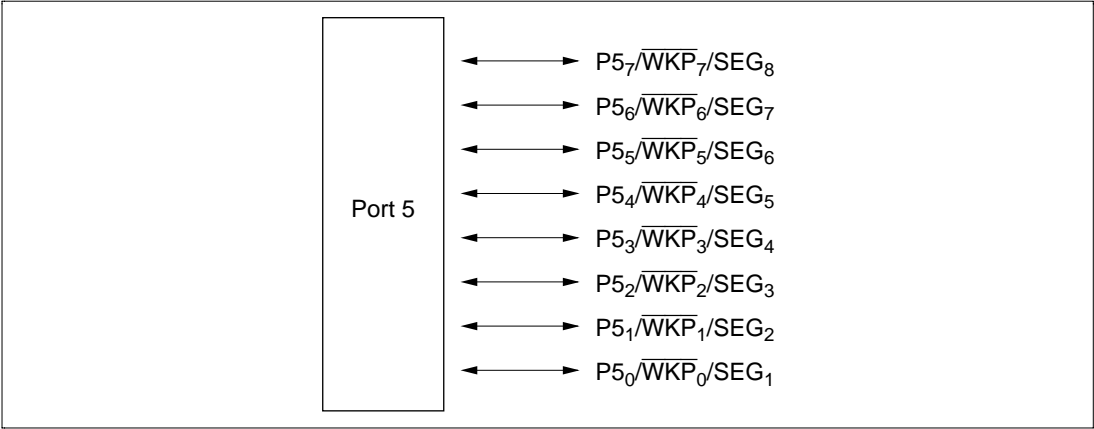 Port 5
P5₇/W̅K̅P̅₇/SEG₈
P5₆/W̅K̅P̅₆/SEG₇
P5₅/W̅K̅P̅₅/SEG₆
P5₄/W̅K̅P̅₄/SEG₅
P5₃/W̅K̅P̅₃/SEG₄
P5₂/W̅K̅P̅₂/SEG₃
P5₁/W̅K̅P̅₁/SEG₂
P5₀/W̅K̅P̅₀/SEG₁